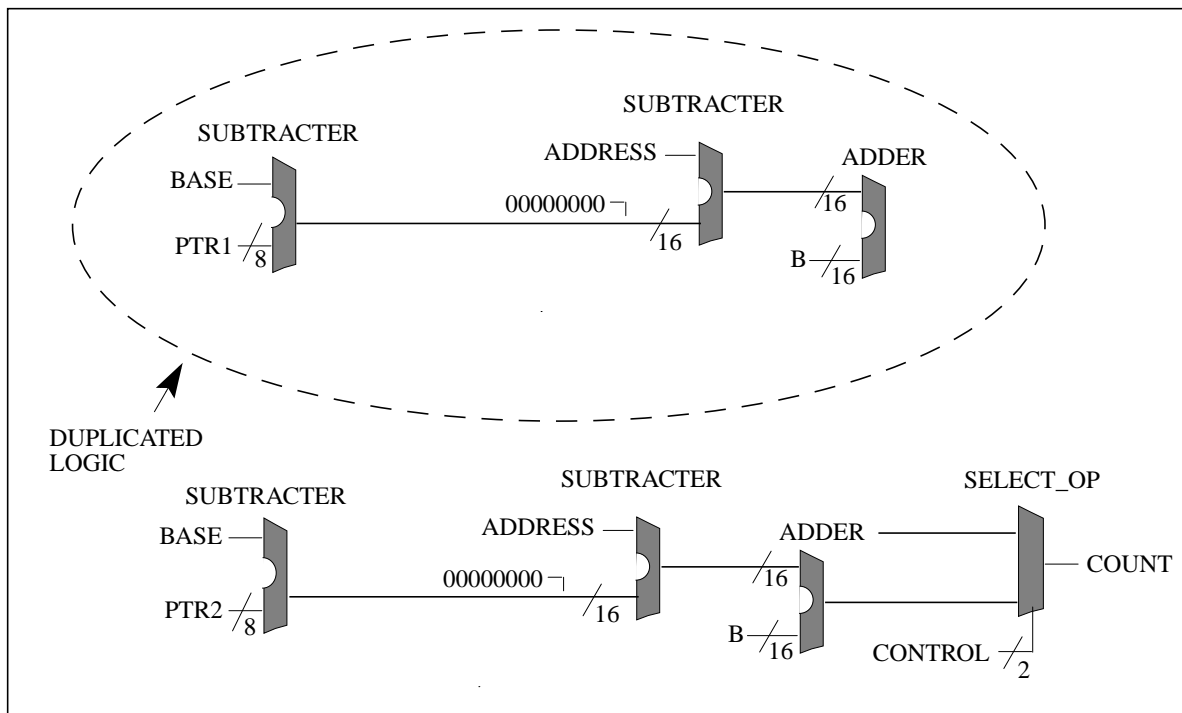 SUBTRACTER
SUBTRACTER
ADDRESS
ADDER
BASE
00000000
16
16
PTR1
8
B
16
DUPLICATED
LOGIC
SUBTRACTER
SUBTRACTER
SELECT_OP
BASE
ADDRESS
ADDER
COUNT
00000000
16
16
PTR2
8
B
16
CONTROL
2